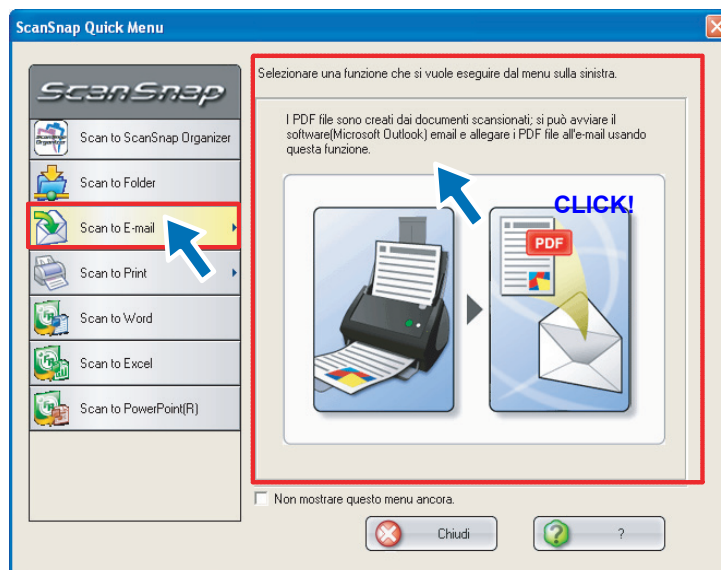 ScanSnap Quick Menu
ScanSnap
Scan to ScanSnap Organizer
Scan to Folder
Scan to E-mail
Scan to Print
Scan to Word
Scan to Excel
Scan to PowerPoint(R)
Selezionare una funzione che si vuole eseguire dal menu sulla sinistra.
I PDF file sono creati dai documenti scansionati; si può avviare il
software(Microsoft Outlook) email e allegare i PDF file all'e-mail usando
questa funzione.
CLICK!
PDF
Non mostrare questo menu ancora.
Chiudi
?